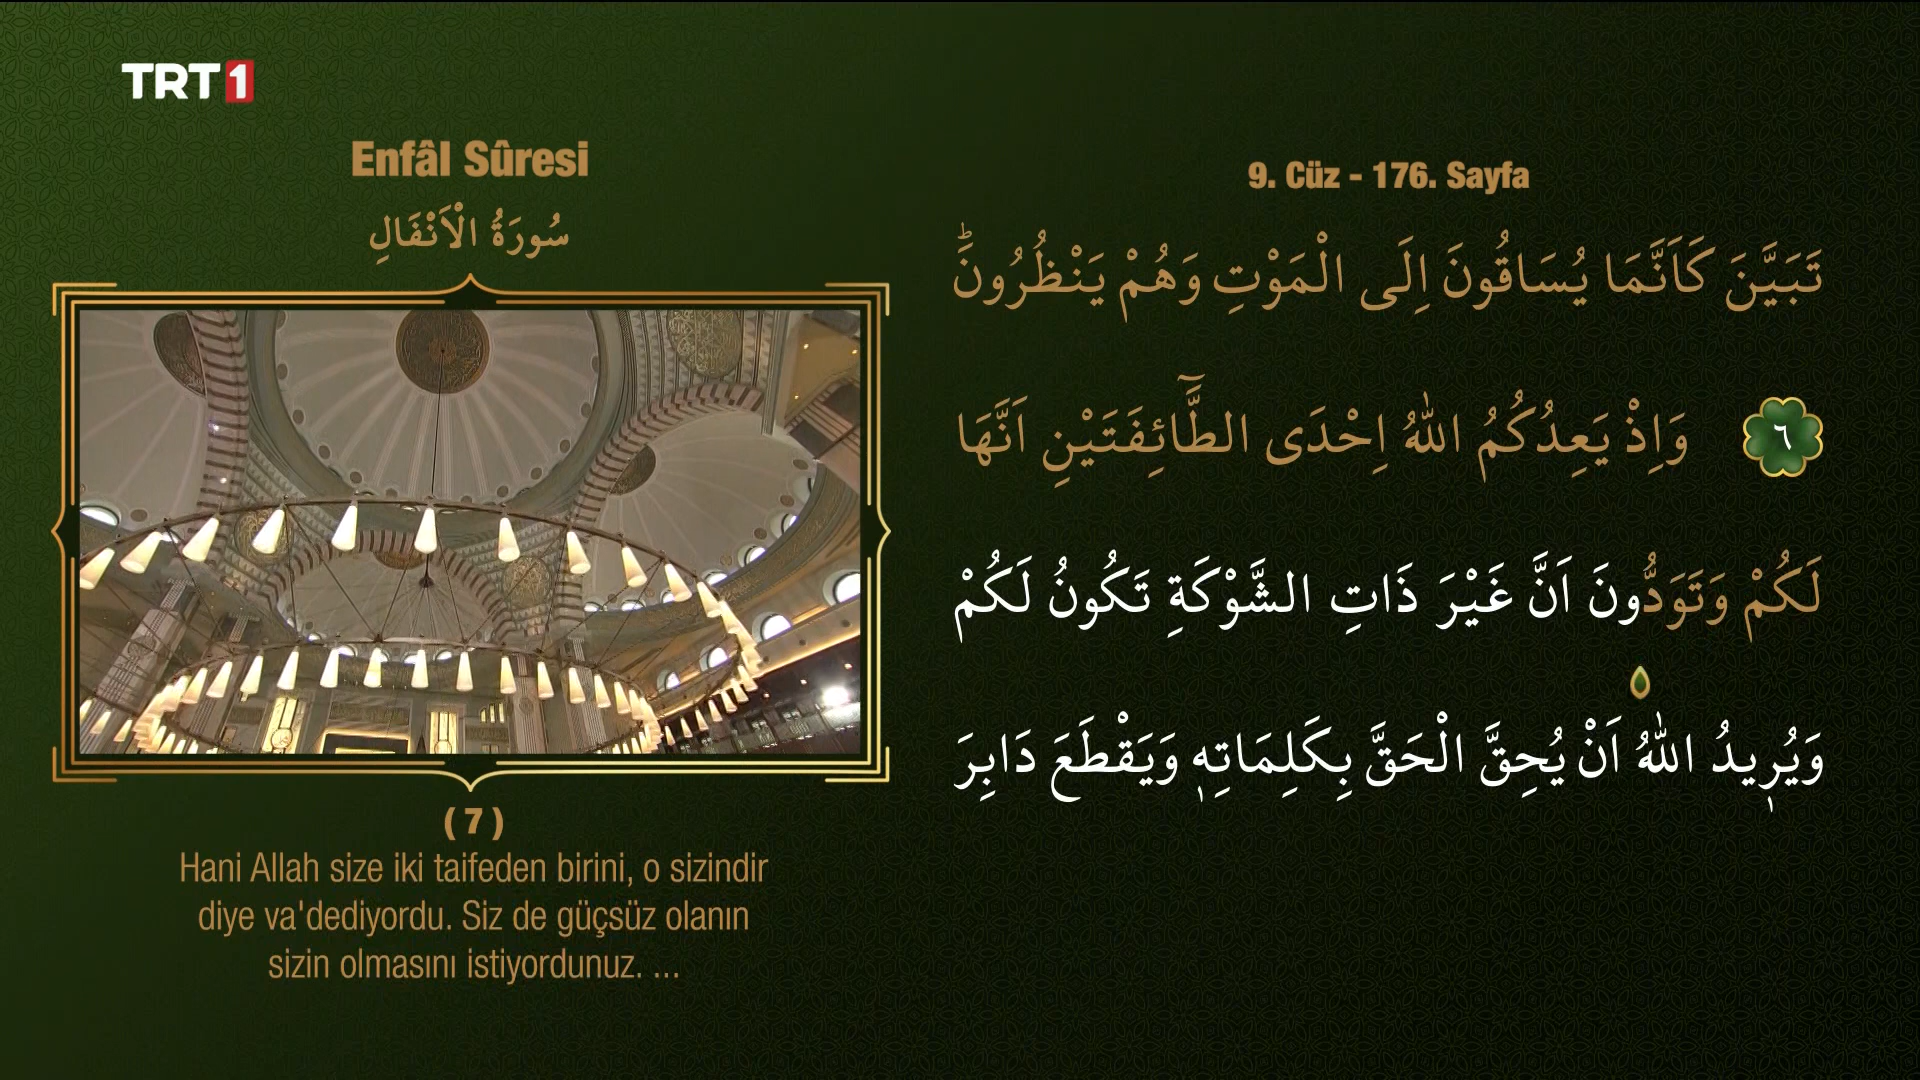 TRT 1
Enfâl Sûresi
سُورَةُ الْاَنْفَالِ
( 7 )
Hani Allah size iki taifeden birini, o sizindir
diye va'dediyordu. Siz de güçsüz olanın
sizin olmasını istiyordunuz. ...
9. Cüz - 176. Sayfa
تَبَيَّنَ كَاَنَّمَا يُسَاقُونَ اِلَى الْمَوْتِ وَهُمْ يَنْظُرُونَۜ
٦ وَاِذْ يَعِدُكُمُ اللّٰهُ اِحْدَى الطَّٓائِفَتَيْنِ اَنَّهَا
لَكُمْ وَتَوَدُّونَ اَنَّ غَيْرَ ذَاتِ الشَّوْكَةِ تَكُونُ لَكُمْ
وَيُر۪يدُ اللّٰهُ اَنْ يُحِقَّ الْحَقَّ بِكَلِمَاتِه۪ وَيَقْطَعَ دَابِرَ